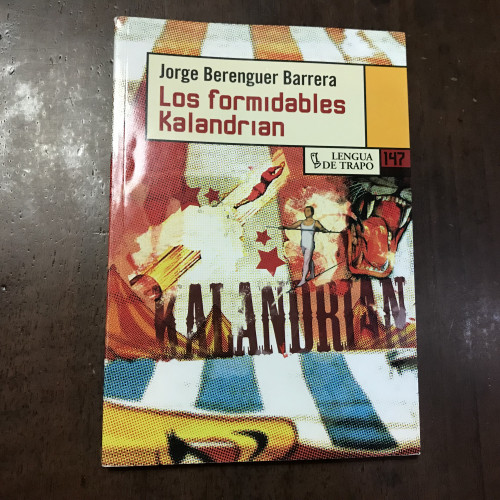 Jorge Berenguer Barrera
Los formidables
Kalandrian
LENGUA
DE TRAPO
147
KALANDRIAN